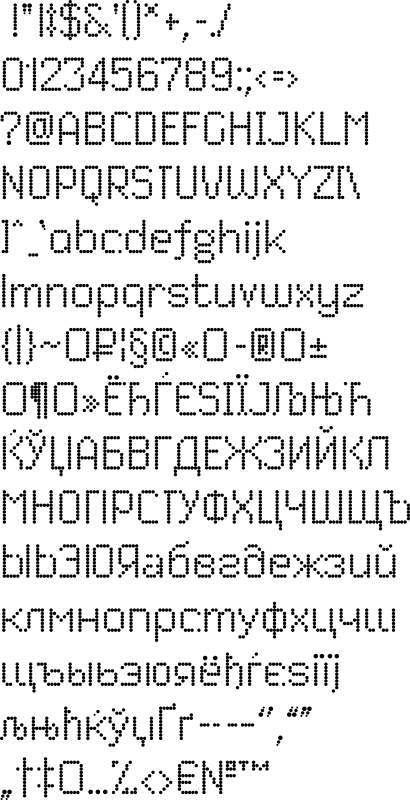 !"|‡$&'()*+,-./
0123456789:;<=>
?@ABCDEFGHIJKLM
NOPQRSTUVWXYZ[\
]^_`abcdefghijk
lmnopqrstuvwxyz
{|}~O₽¦§©«O-®O±
O¶O»ЁЂЃЄЅІЇЈЉЊЋ
ЌЎЏАБВГДЕЖЗИЙКЛ
МНОПРСТУФХЦЧШЩЪ
ЫЬЭЮЯабвгдежзий
клмнопрстуфхцчш
щъыьэюяёђѓєѕіїј
љњћќўџҐґ–—‘’‚“”
„†‡O…‰<>€№™